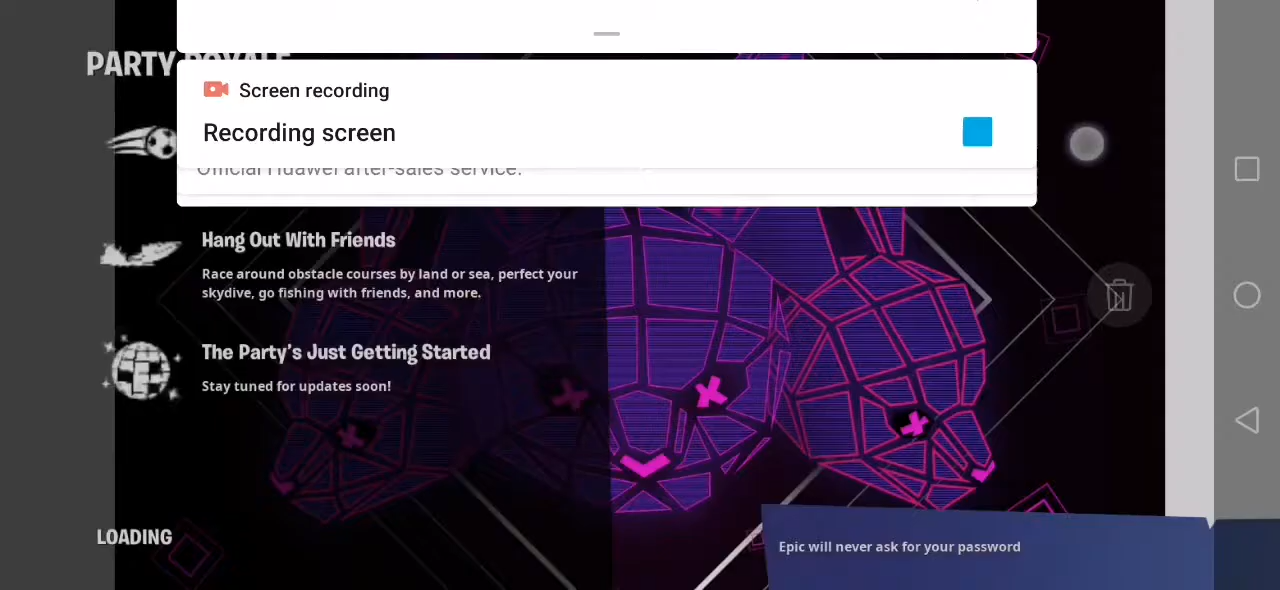 PARTY ROYALE
Screen recording
Recording screen
Official Huawei after-sales service.
Hang Out With Friends
Race around obstacle courses by land or sea, perfect your
skydive, go fishing with friends, and more.
The Party's Just Getting Started
Stay tuned for updates soon!
LOADING
Epic will never ask for your password